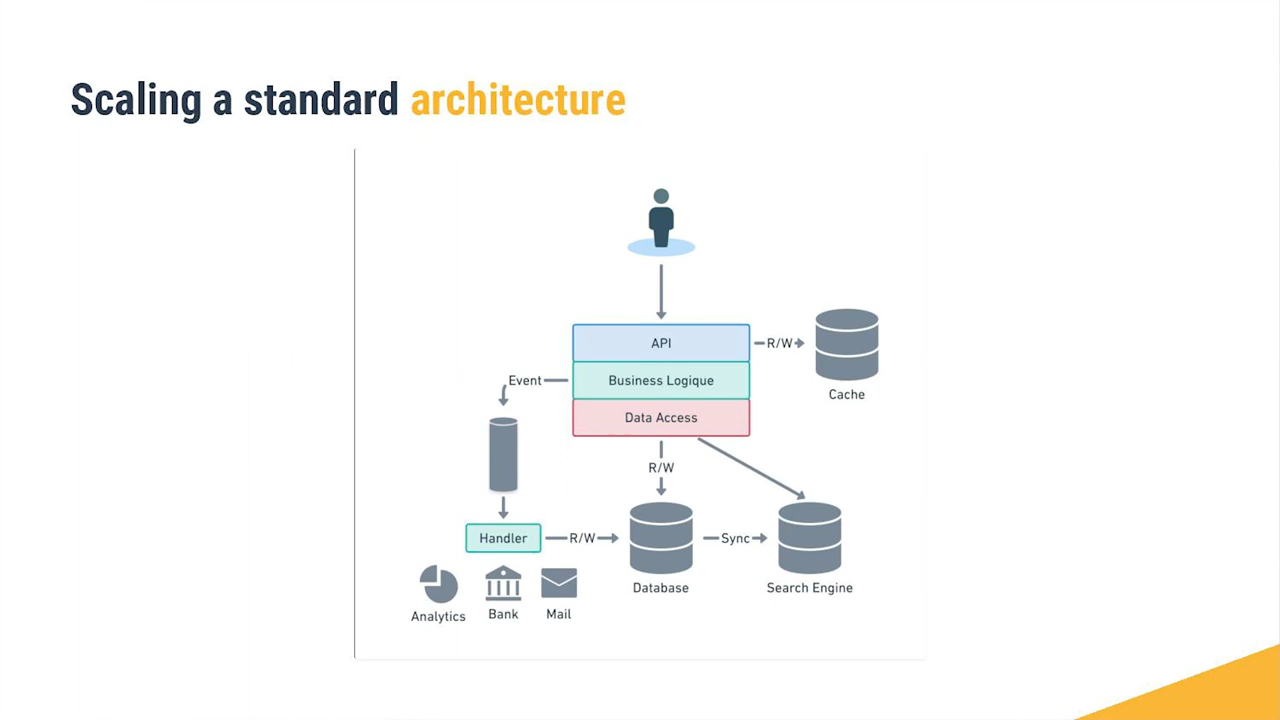 Scaling a standard architecture
API
R/W
Event
Business Logique
Cache
Data Access
R/W
Handler
R/W
Sync
Database
Search Engine
Analytics
Bank
Mail